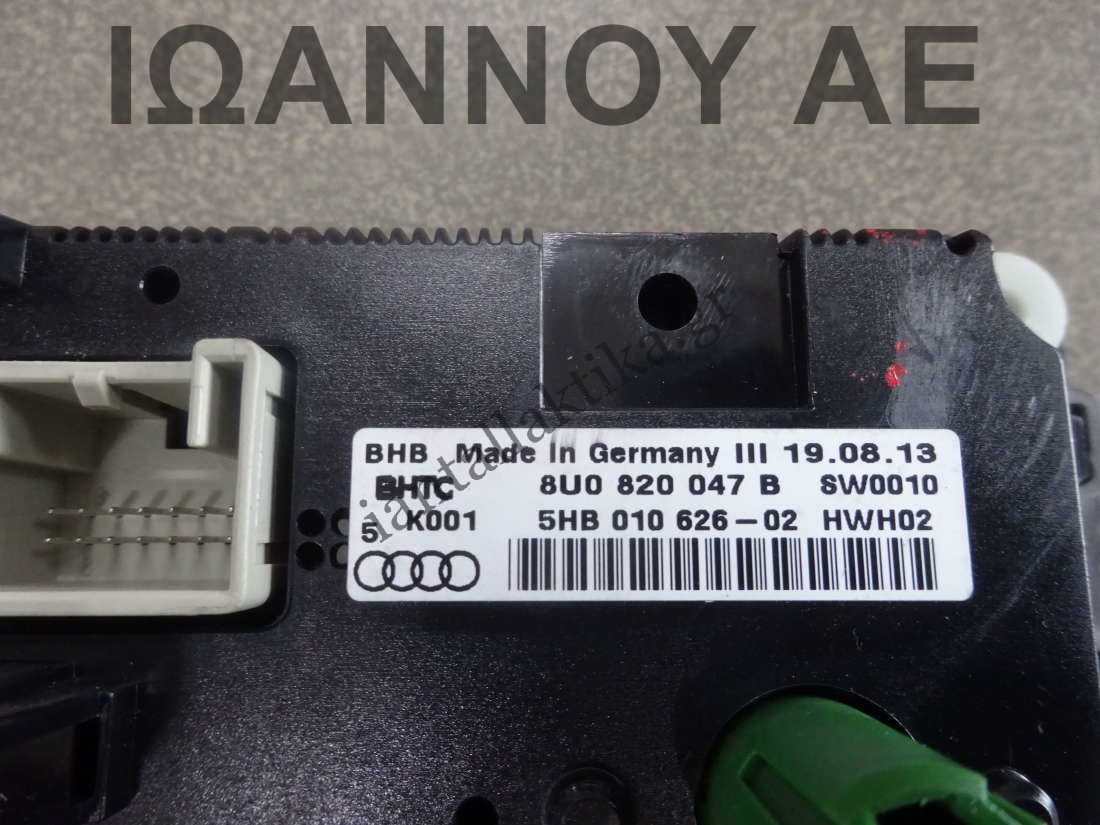 ΙΩΑΝΝΟΥ ΑΕ
BHB Made In Germany III 19.08.13
BHTC 8U0 820 047 B SW0010
5 K001 5HB 010 626-02 HWH02
iantallaktika.gr